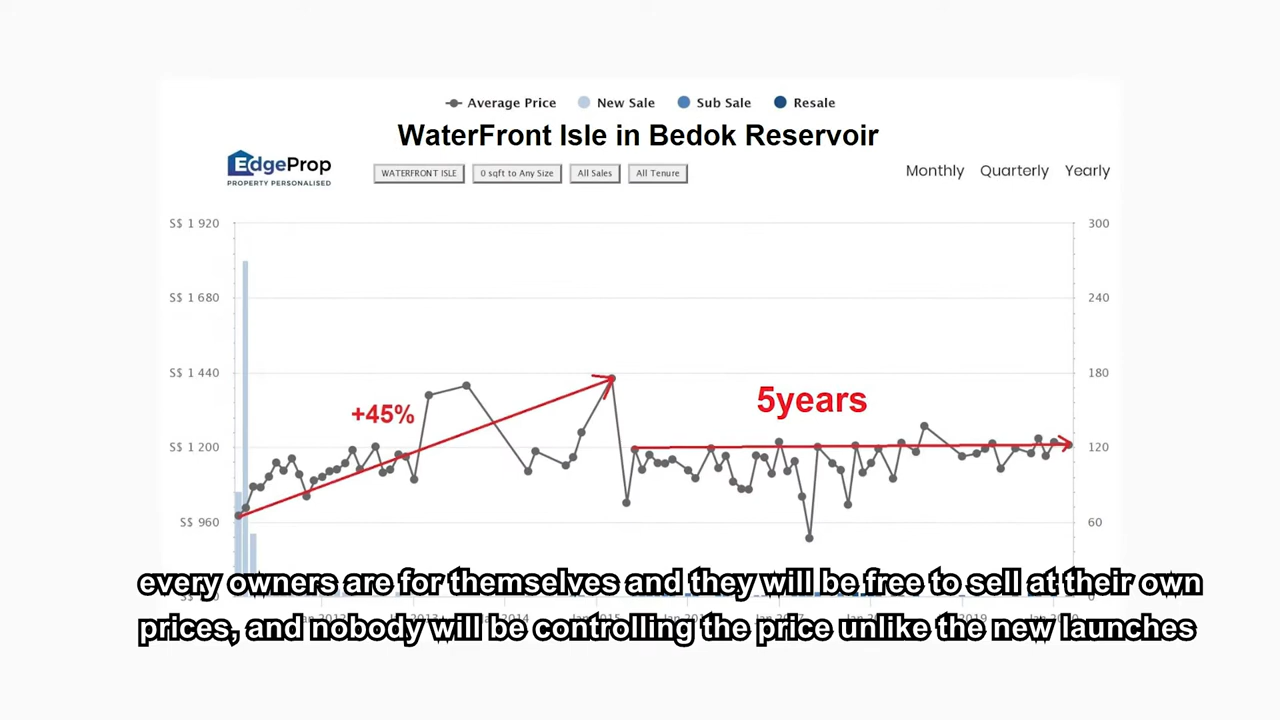 Average Price New Sale Sub Sale Resale
WaterFront Isle in Bedok Reservoir
EdgeProp
PROPERTY PERSONALISED
WATERFRONT ISLE 0 sqft to Any Size All Sales All Tenure
Monthly Quarterly Yearly
S$ 1 920 300
S$ 1 680 240
S$ 1 440 180
+45% 5years
S$ 1 200 120
S$ 960 60
every owners are for themselves and they will be free to sell at their own
prices, and nobody will be controlling the price unlike the new launches